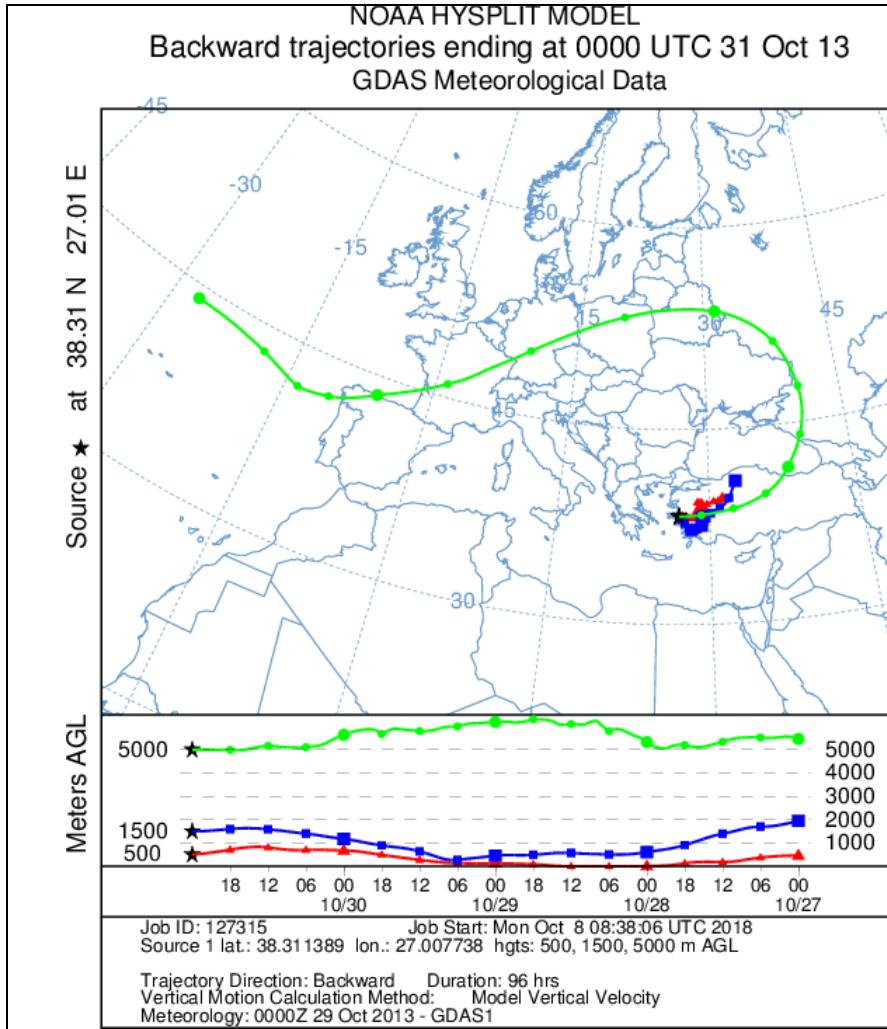 NOAA HYSPLIT MODEL
Backward trajectories ending at 0000 UTC 31 Oct 13
GDAS Meteorological Data
Source ★ at 38.31 N 27.01 E
-45
-30
-15
0
15
30
45
60
45
30
Meters AGL
5000
1500
500
5000
4000
3000
2000
1000
18 12 06 00 18 12 06 00 18 12 06 00 18 12 06 00
10/30 10/29 10/28 10/27
Job ID: 127315 Job Start: Mon Oct 8 08:38:06 UTC 2018
Source 1 lat.: 38.311389 lon.: 27.007738 hgts: 500, 1500, 5000 m AGL
Trajectory Direction: Backward Duration: 96 hrs
Vertical Motion Calculation Method: Model Vertical Velocity
Meteorology: 0000Z 29 Oct 2013 - GDAS1